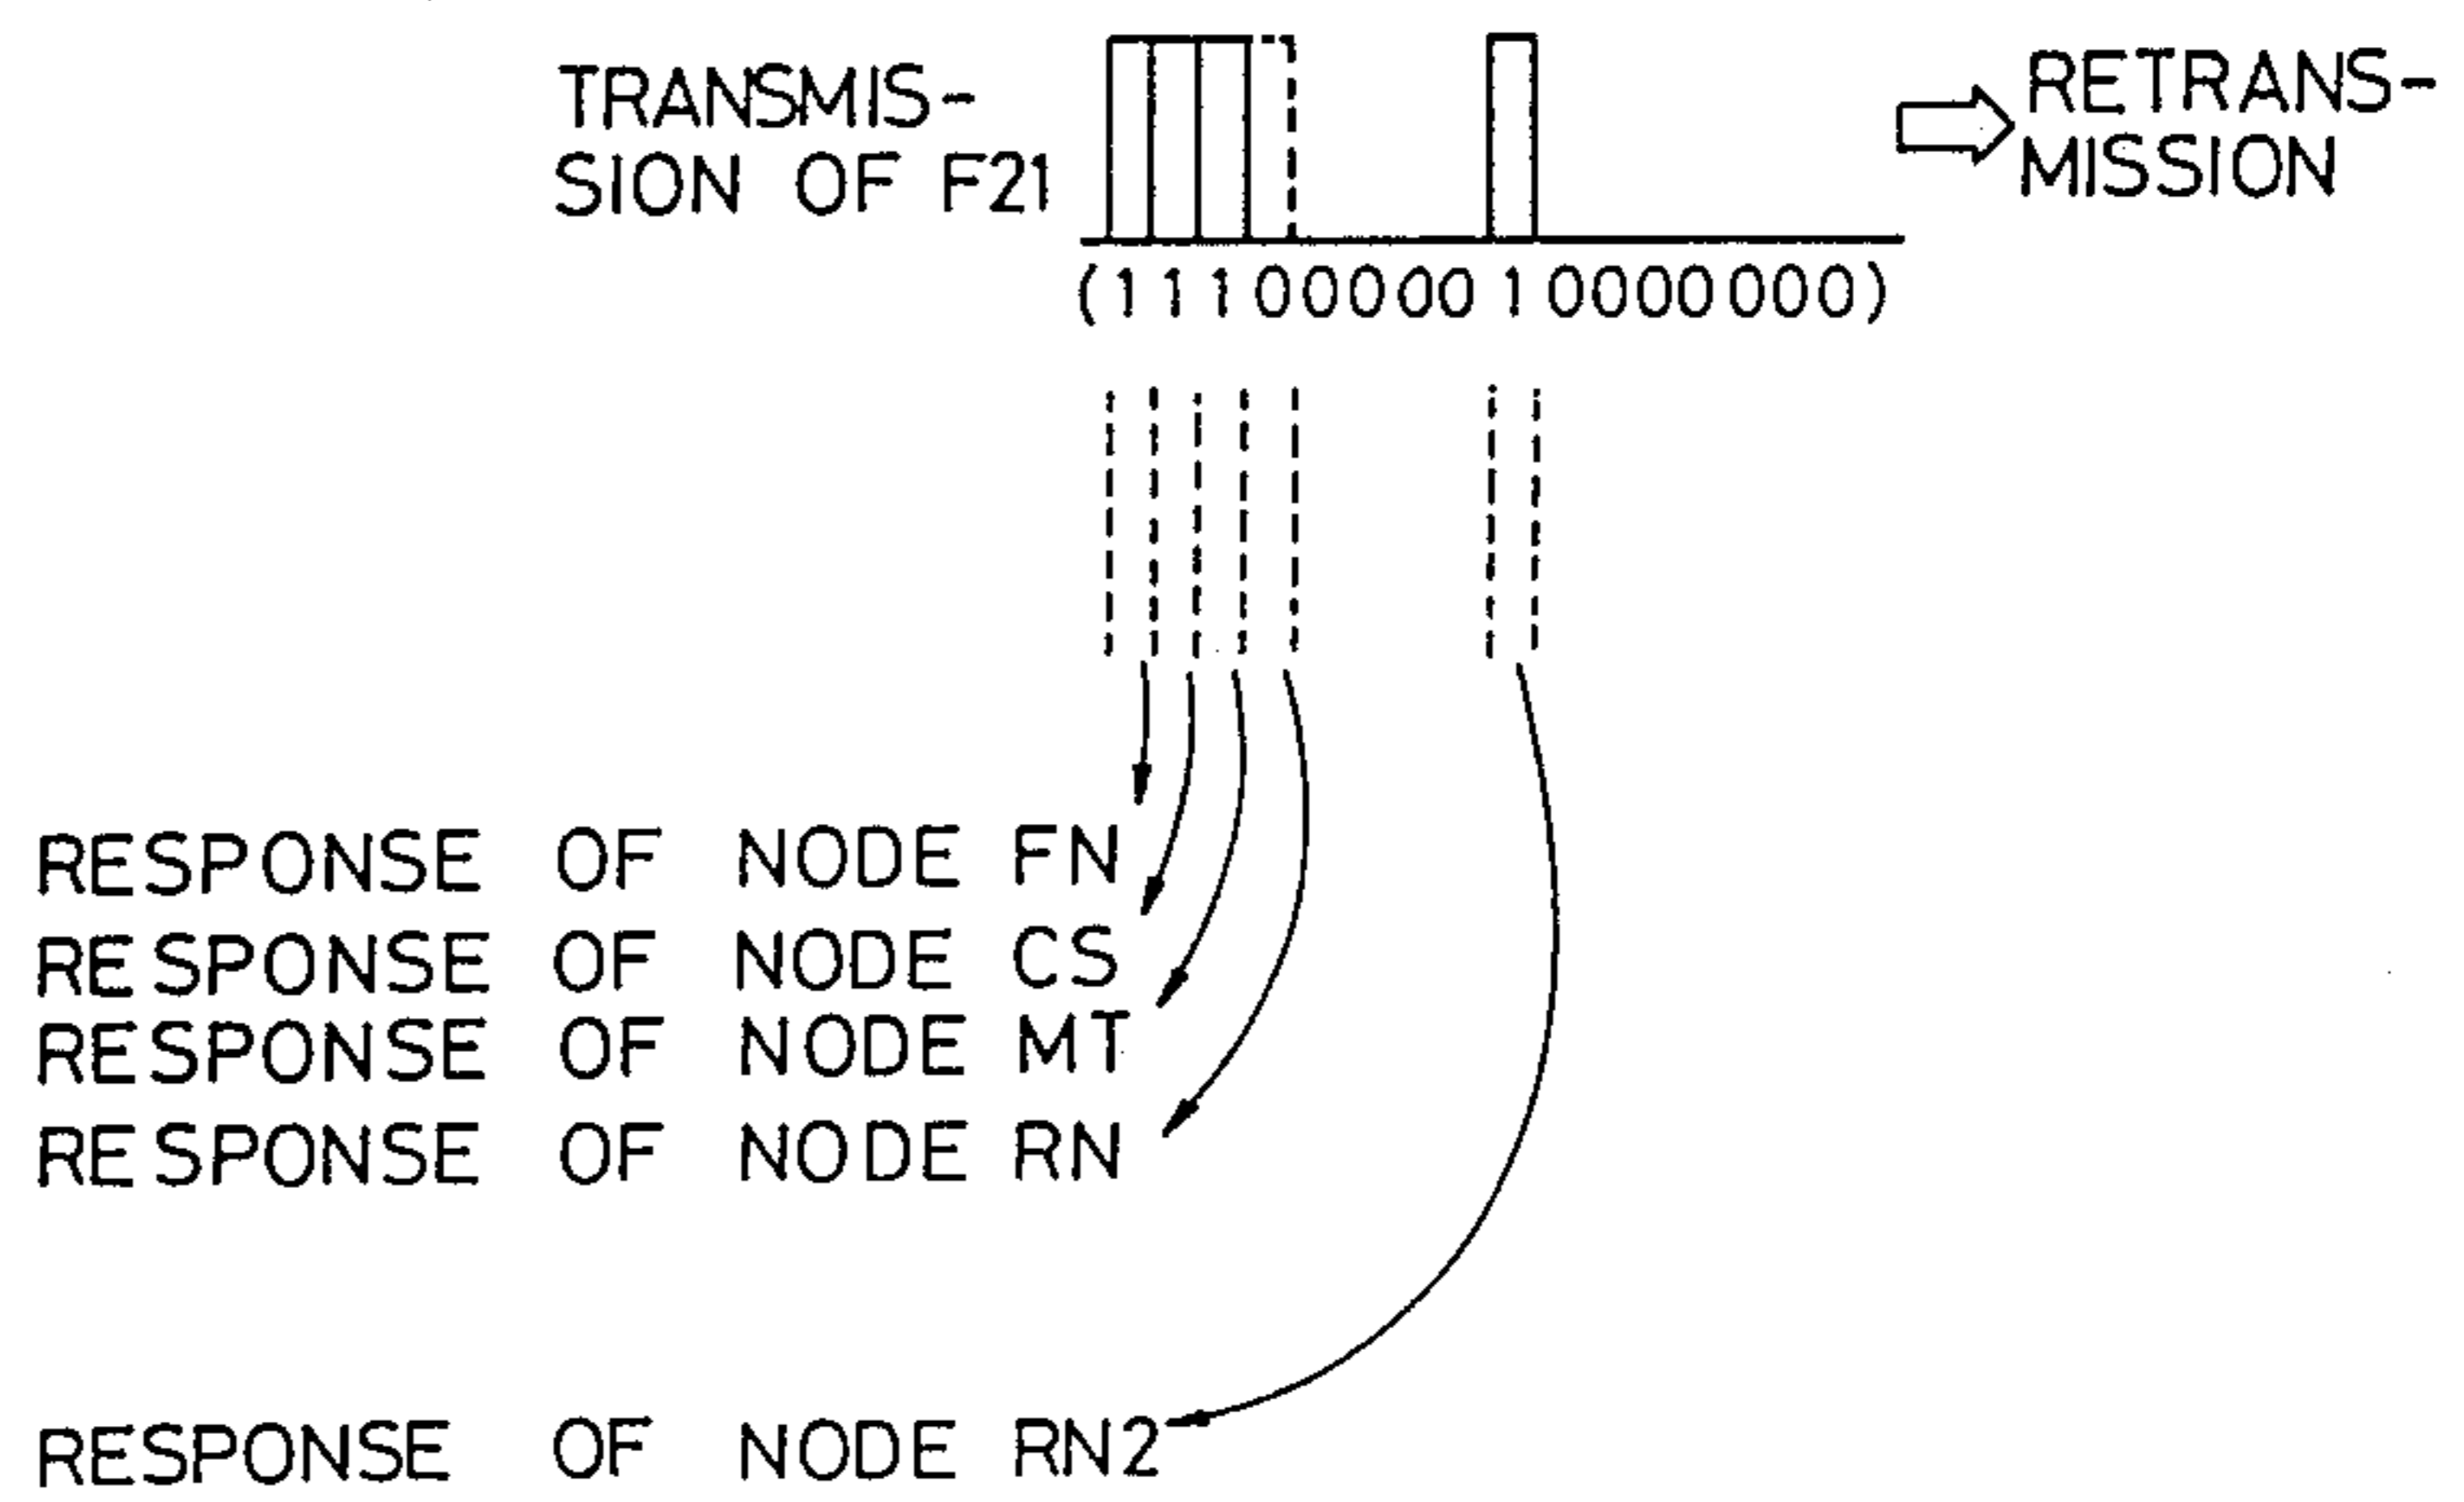 TRANSMIS-
SION OF F21
RETRANS-
MISSION
(1110000010000000)
RESPONSE OF NODE FN
RESPONSE OF NODE CS
RESPONSE OF NODE MT
RESPONSE OF NODE RN
RESPONSE OF NODE RN2